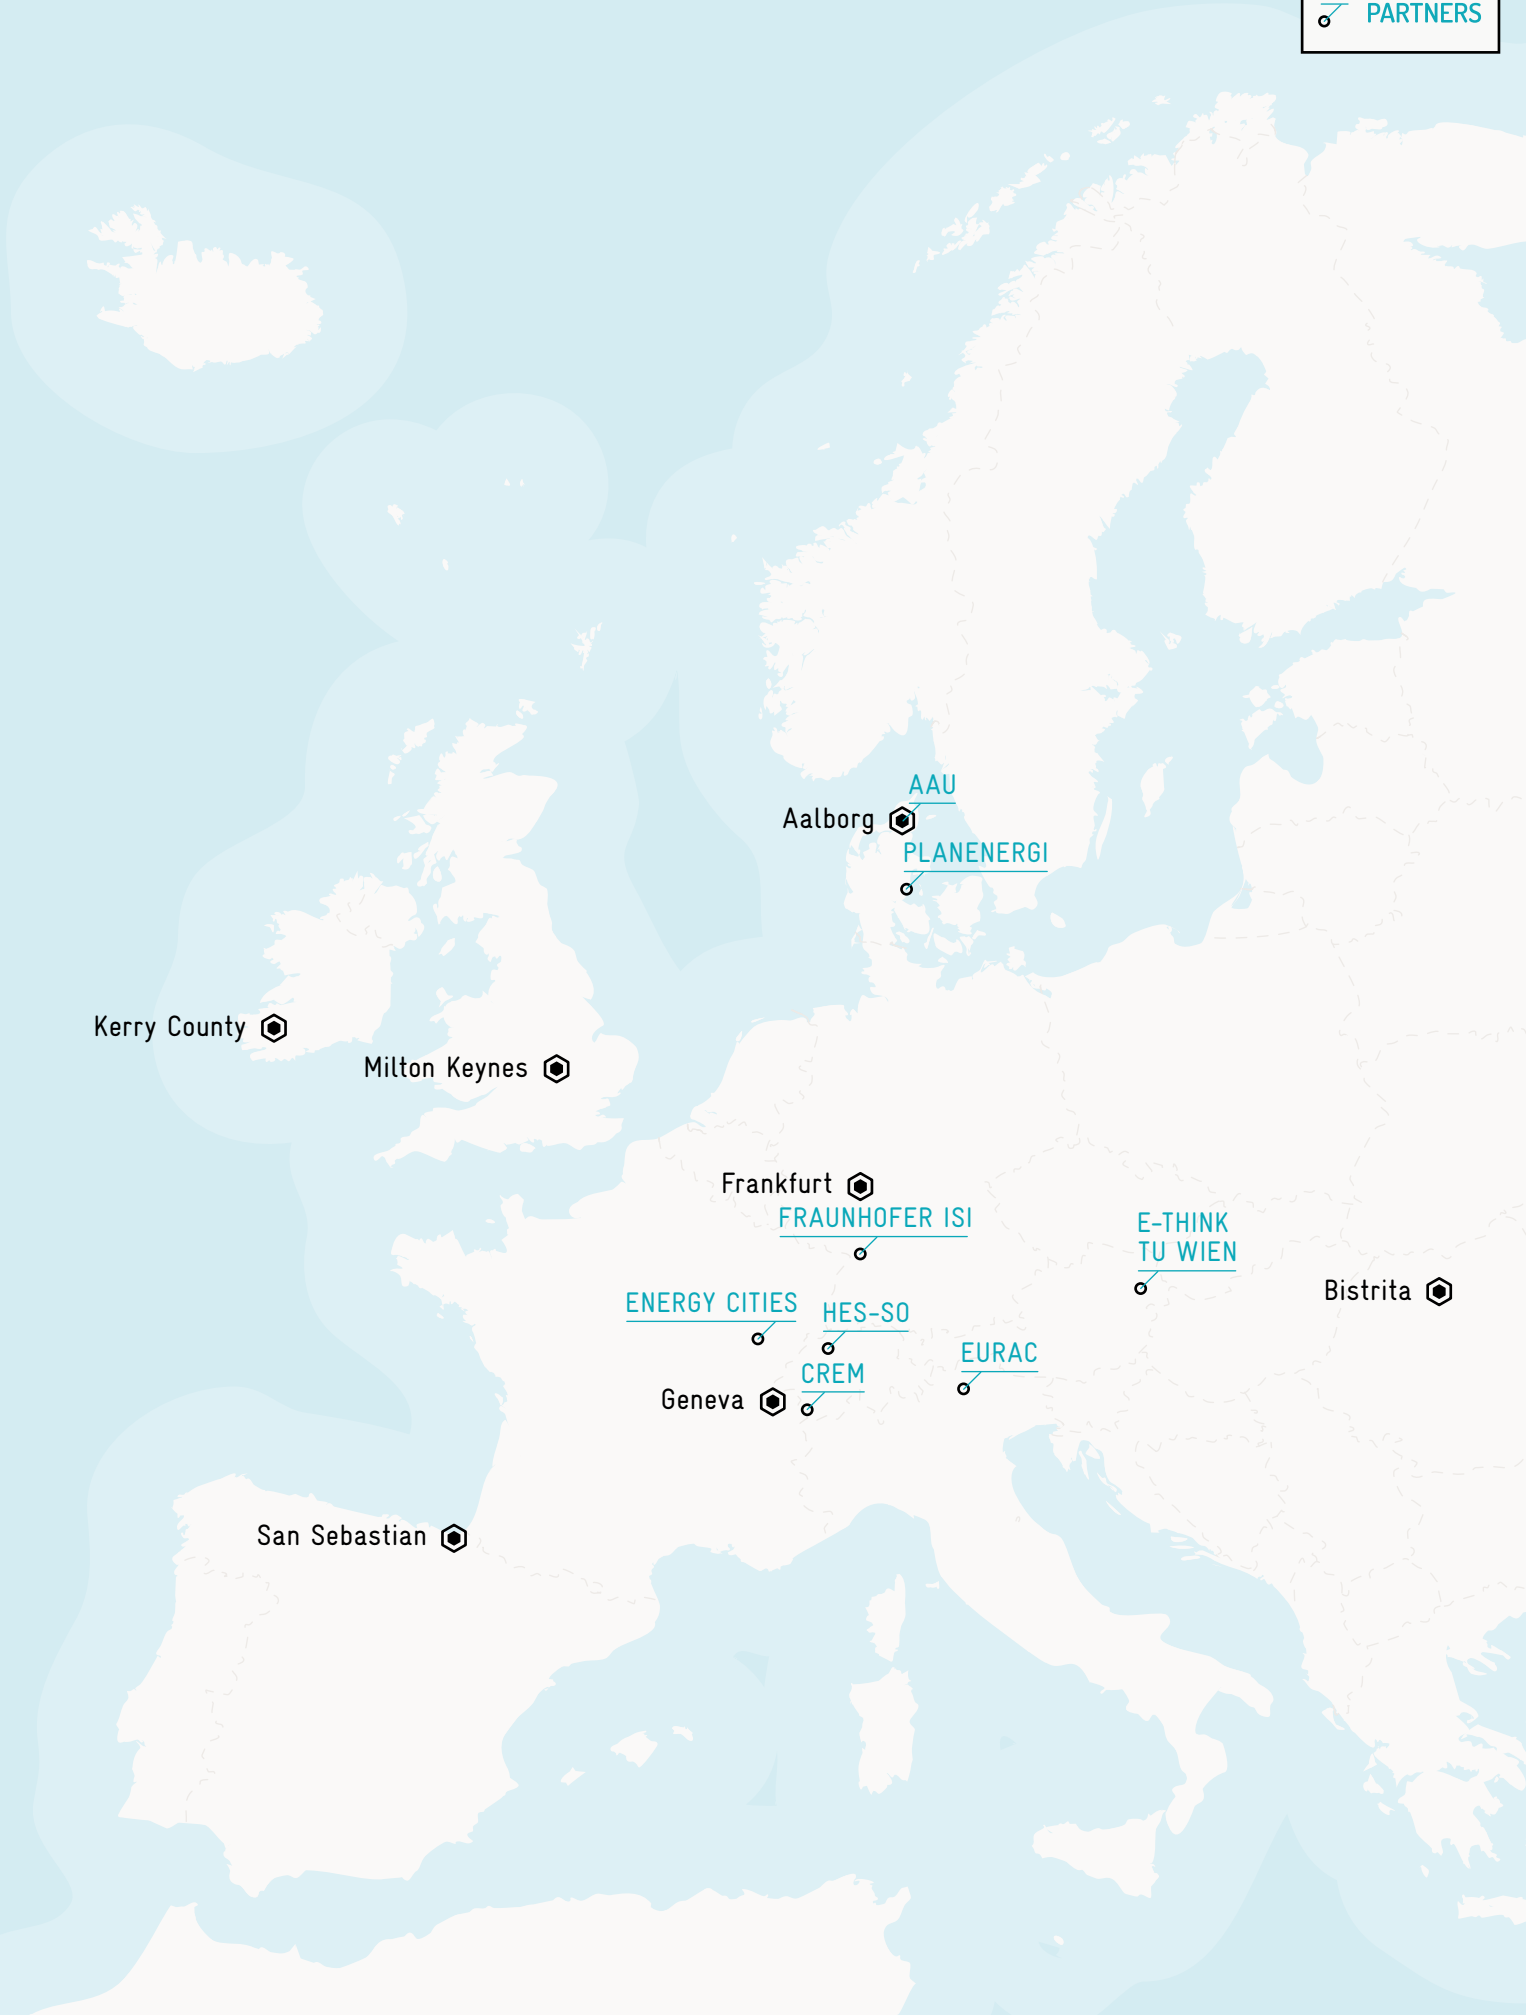 PARTNERS
AAU
Aalborg
PLANENERGI
Kerry County
Milton Keynes
Frankfurt
FRAUNHOFER ISI
E-THINK
TU WIEN
Bistrita
ENERGY CITIES
HES-SO
EURAC
CREM
Geneva
San Sebastian